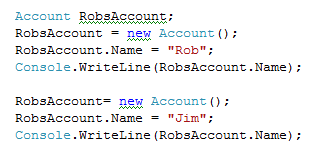 Account RobsAccount;
RobsAccount = new Account();
RobsAccount.Name = "Rob";
Console.WriteLine(RobsAccount.Name);
RobsAccount= new Account();
RobsAccount.Name = "Jim";
Console.WriteLine(RobsAccount.Name);